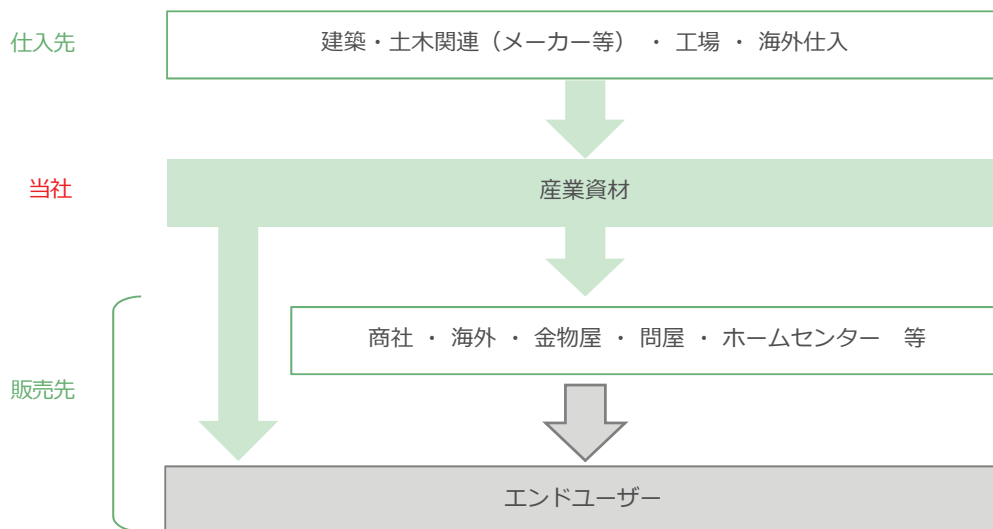 仕入先
建築・土木関連（メーカー等） ・ 工場 ・ 海外仕入
当社
産業資材
商社 ・ 海外 ・ 金物屋 ・ 問屋 ・ ホームセンター　等
販売先
エンドユーザー